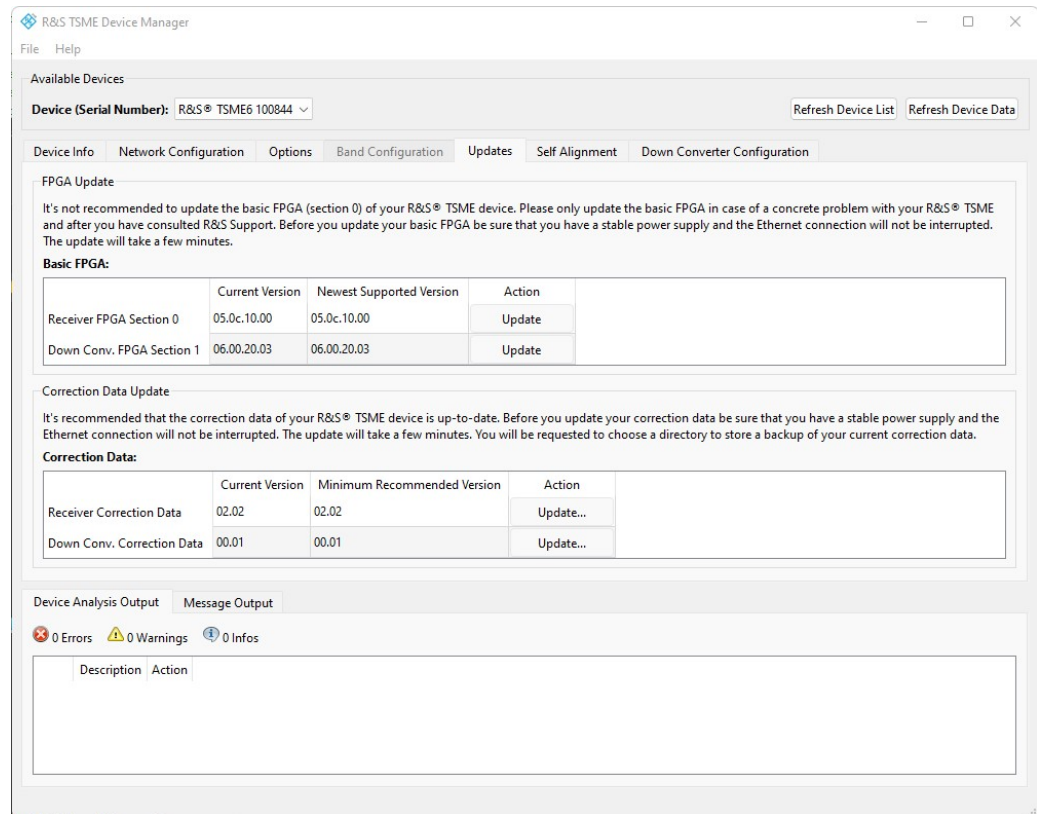 R&S TSME Device Manager
File Help
Available Devices
Device (Serial Number): R&S® TSME6 100844 Refresh Device List Refresh Device Data
Device Info Network Configuration Options Band Configuration Updates Self Alignment Down Converter Configuration
FPGA Update
It's not recommended to update the basic FPGA (section 0) of your R&S® TSME device. Please only update the basic FPGA in case of a concrete problem with your R&S® TSME
and after you have consulted R&S Support. Before you update your basic FPGA be sure that you have a stable power supply and the Ethernet connection will not be interrupted.
The update will take a few minutes.
Basic FPGA:
Current Version Newest Supported Version Action
Receiver FPGA Section 0 05.0c.10.00 05.0c.10.00 Update
Down Conv. FPGA Section 1 06.00.20.03 06.00.20.03 Update
Correction Data Update
It's recommended that the correction data of your R&S® TSME device is up-to-date. Before you update your correction data be sure that you have a stable power supply and the
Ethernet connection will not be interrupted. The update will take a few minutes. You will be requested to choose a directory to store a backup of your current correction data.
Correction Data:
Current Version Minimum Recommended Version Action
Receiver Correction Data 02.02 02.02 Update...
Down Conv. Correction Data 00.01 00.01 Update...
Device Analysis Output Message Output
0 Errors 0 Warnings 0 Infos
Description Action